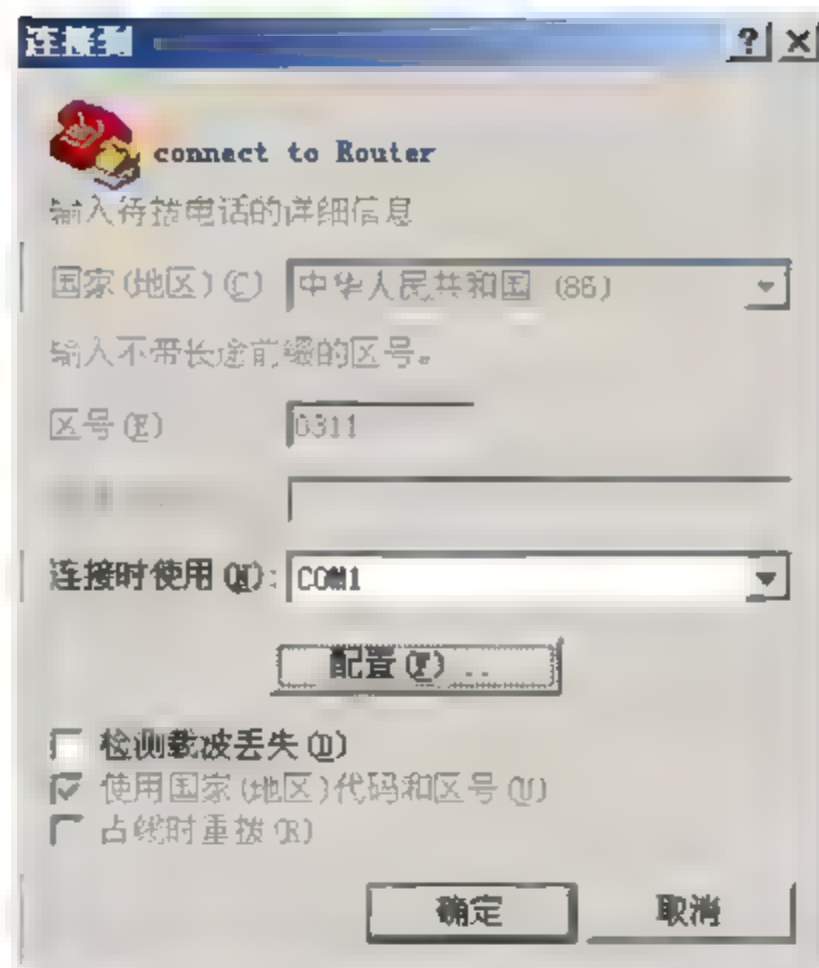 连接到
connect to Router
输入待拨电话的详细信息
国家(地区)(C) 中华人民共和国 (86)
输入不带长途前缀的区号。
区号(E) 0311
连接时使用(N): COM1
配置(F)...
检测载波丢失(D)
使用国家(地区)代码和区号(U)
占线时重拨(R)
确定 取消